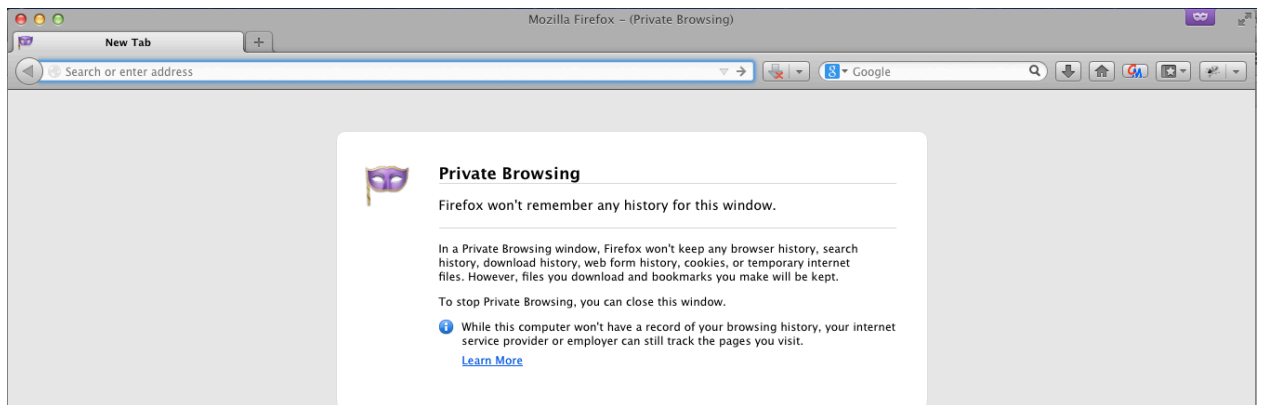 Mozilla Firefox – (Private Browsing)
New Tab
Search or enter address
Google
Private Browsing
Firefox won't remember any history for this window.
In a Private Browsing window, Firefox won't keep any browser history, search
history, download history, web form history, cookies, or temporary internet
files. However, files you download and bookmarks you make will be kept.
To stop Private Browsing, you can close this window.
While this computer won't have a record of your browsing history, your internet
service provider or employer can still track the pages you visit.
Learn More